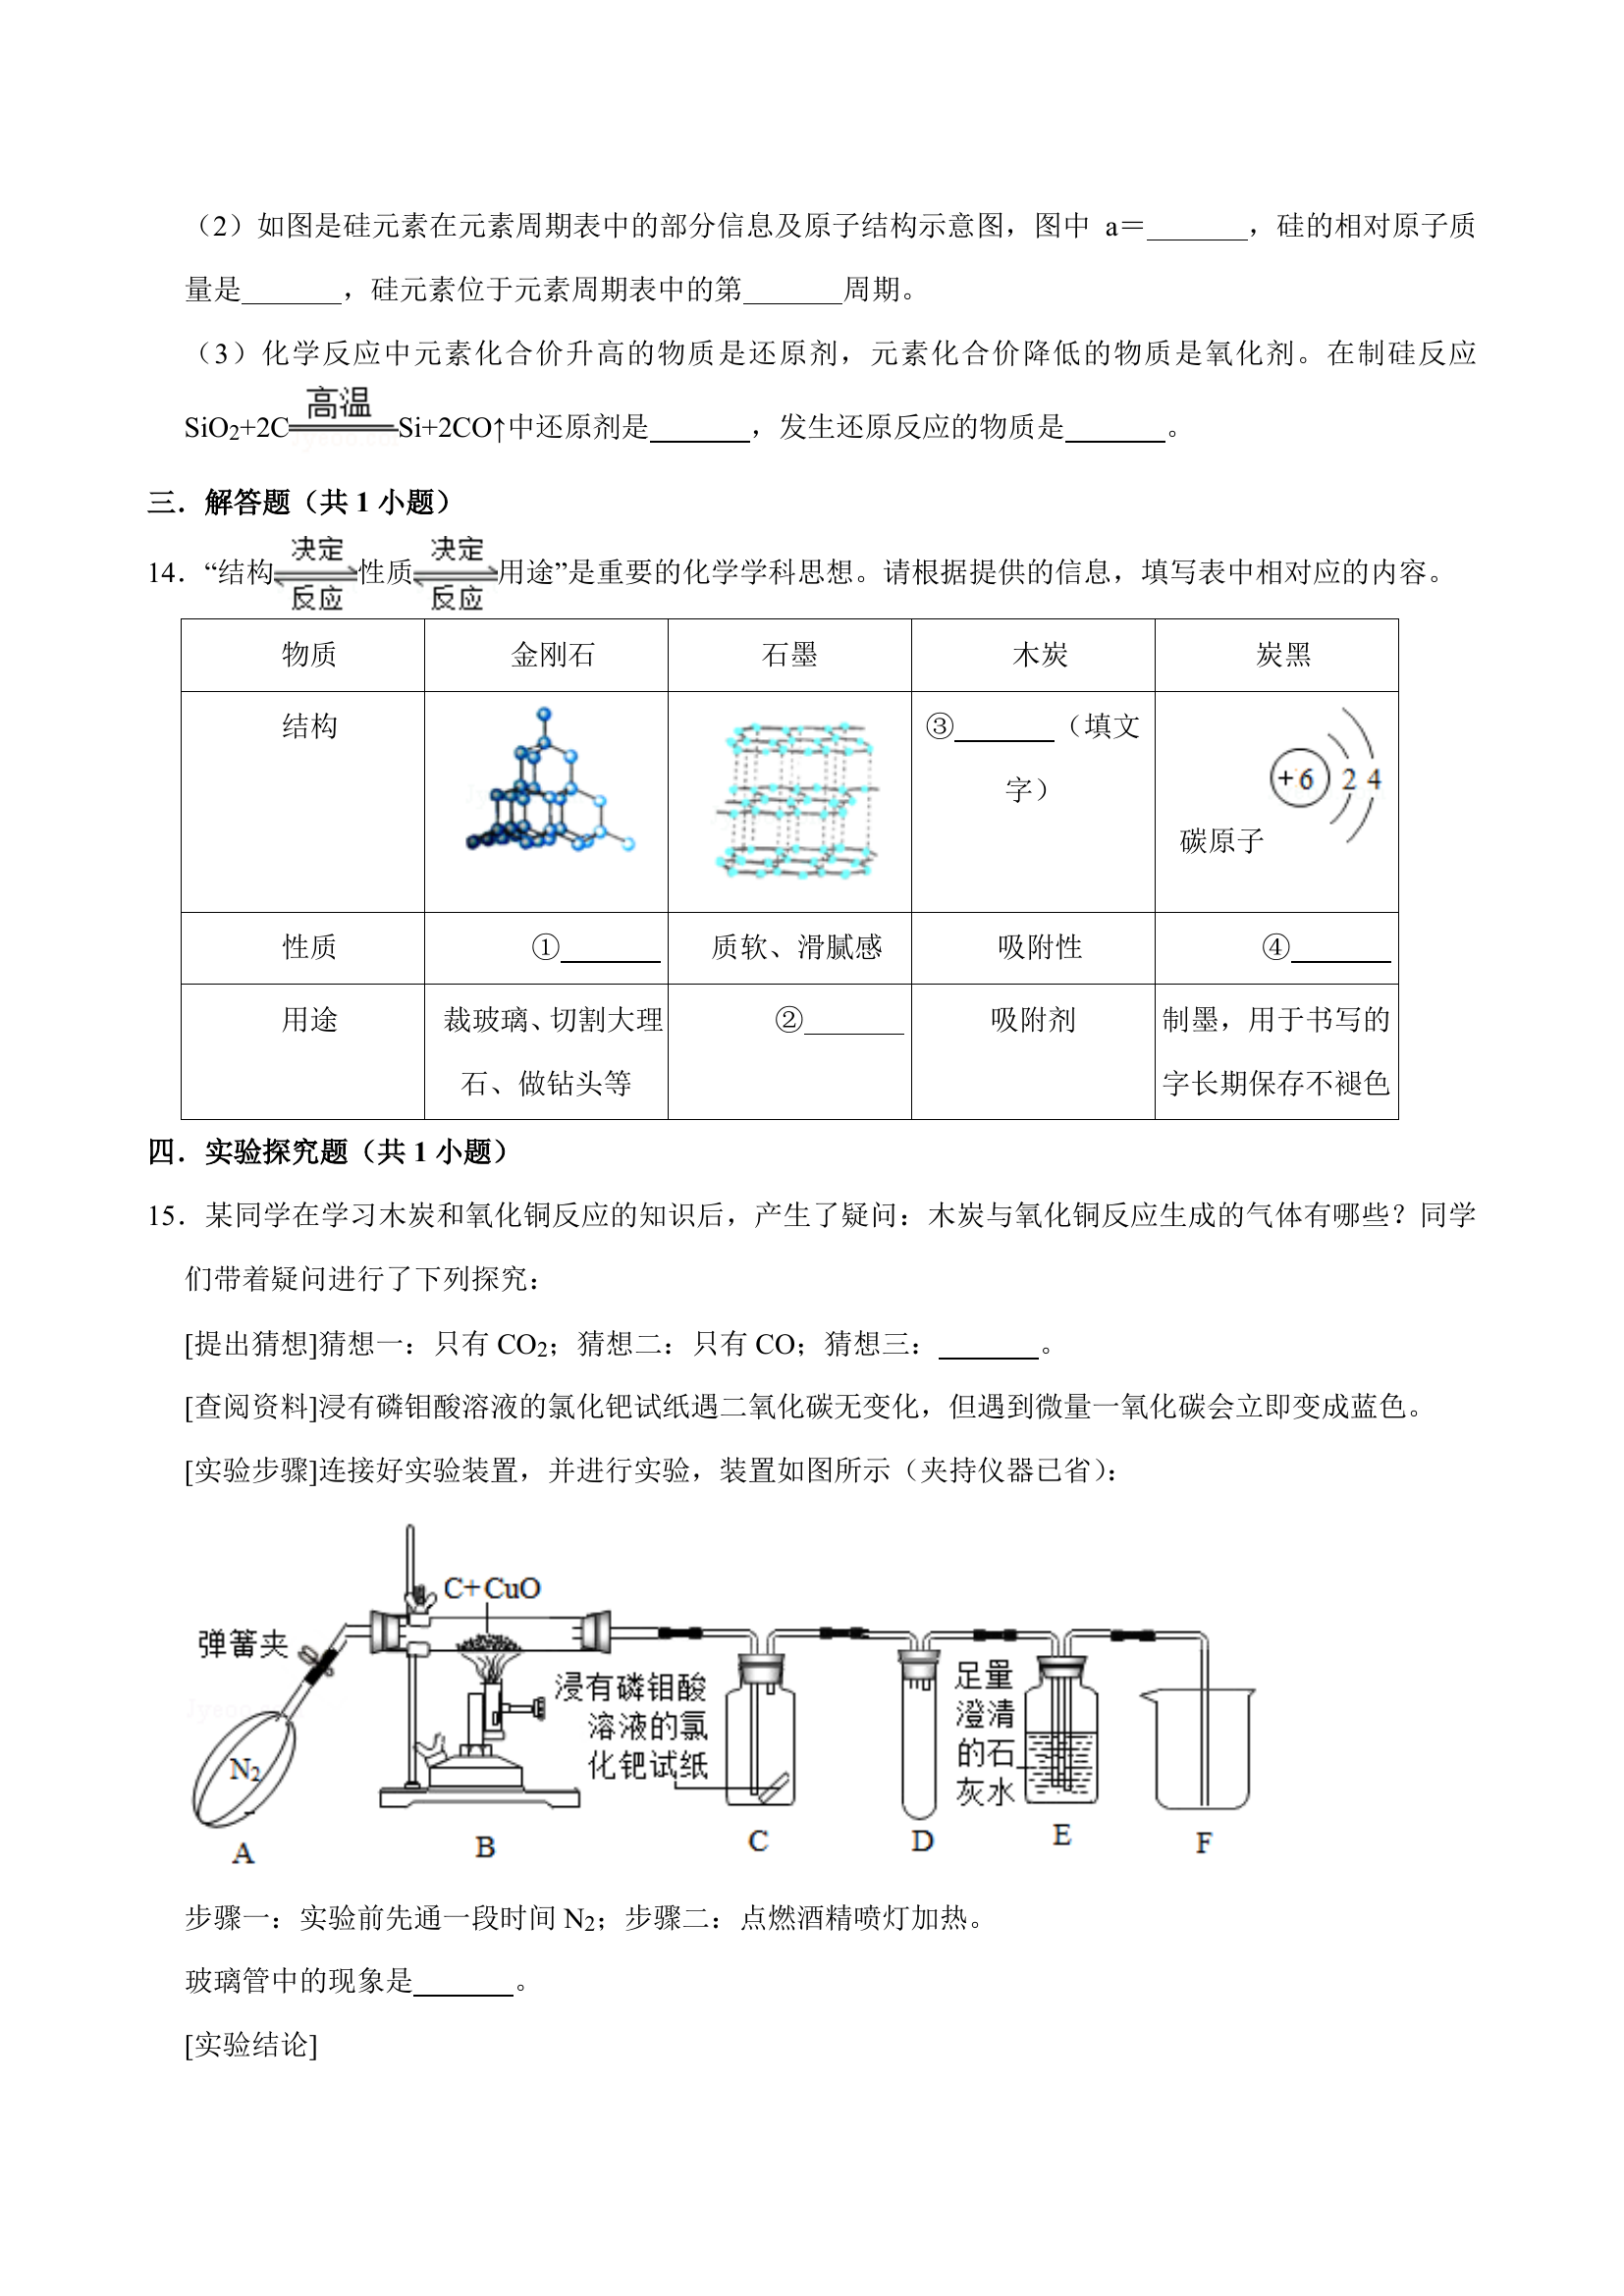 （2）如图是硅元素在元素周期表中的部分信息及原子结构示意图，图中 a＝_______，硅的相对原子质
量是_______，硅元素位于元素周期表中的第_______周期。
（3）化学反应中元素化合价升高的物质是还原剂，元素化合价降低的物质是氧化剂。在制硅反应
高温
SiO2+2C Si+2CO↑中还原剂是_______，发生还原反应的物质是_______。
三．解答题（共 1 小题）
决定 决定
14．“结构 性质 用途”是重要的化学学科思想。请根据提供的信息，填写表中相对应的内容。
反应 反应
物质 金刚石 石墨 木炭 炭黑
结构 ③_______（填文
字）
+6 2 4
碳原子
性质 ①_______ 质软、滑腻感 吸附性 ④_______
用途 裁玻璃、切割大理 ②_______ 吸附剂 制墨，用于书写的
石、做钻头等 字长期保存不褪色
四．实验探究题（共 1 小题）
15．某同学在学习木炭和氧化铜反应的知识后，产生了疑问：木炭与氧化铜反应生成的气体有哪些？同学
们带着疑问进行了下列探究：
[提出猜想]猜想一：只有 CO2；猜想二：只有 CO；猜想三：_______。
[查阅资料]浸有磷钼酸溶液的氯化钯试纸遇二氧化碳无变化，但遇到微量一氧化碳会立即变成蓝色。
[实验步骤]连接好实验装置，并进行实验，装置如图所示（夹持仪器已省）：
C+CuO
弹簧夹
浸有磷钼酸
溶液的氯
化钯试纸
足量
澄清
的石
灰水
N2
A B C D E F
步骤一：实验前先通一段时间 N2；步骤二：点燃酒精喷灯加热。
玻璃管中的现象是_______。
[实验结论]